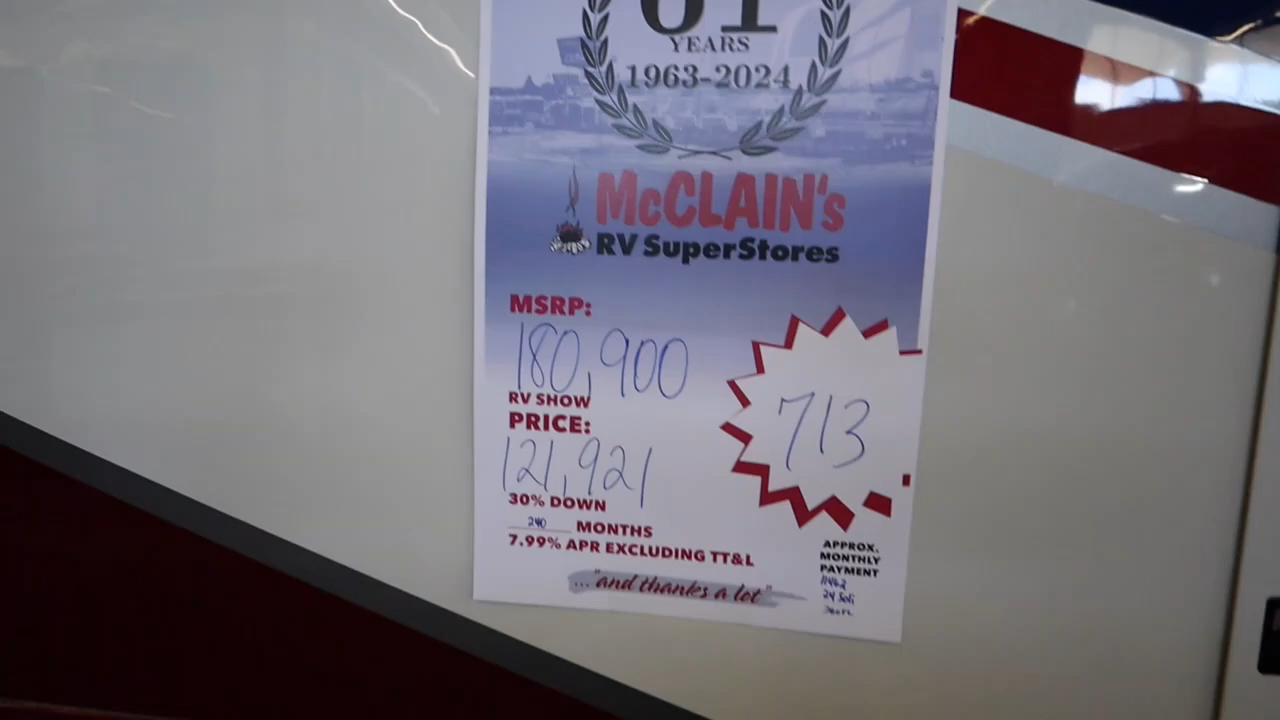 61
YEARS
1963-2024
McCLAIN's
RV SuperStores
MSRP:
180,900
RV SHOW
PRICE:
121,921
713
30% DOWN
240 MONTHS
7.99% APR EXCLUDING TT&L
APPROX.
MONTHLY
PAYMENT
..."and thanks a lot"